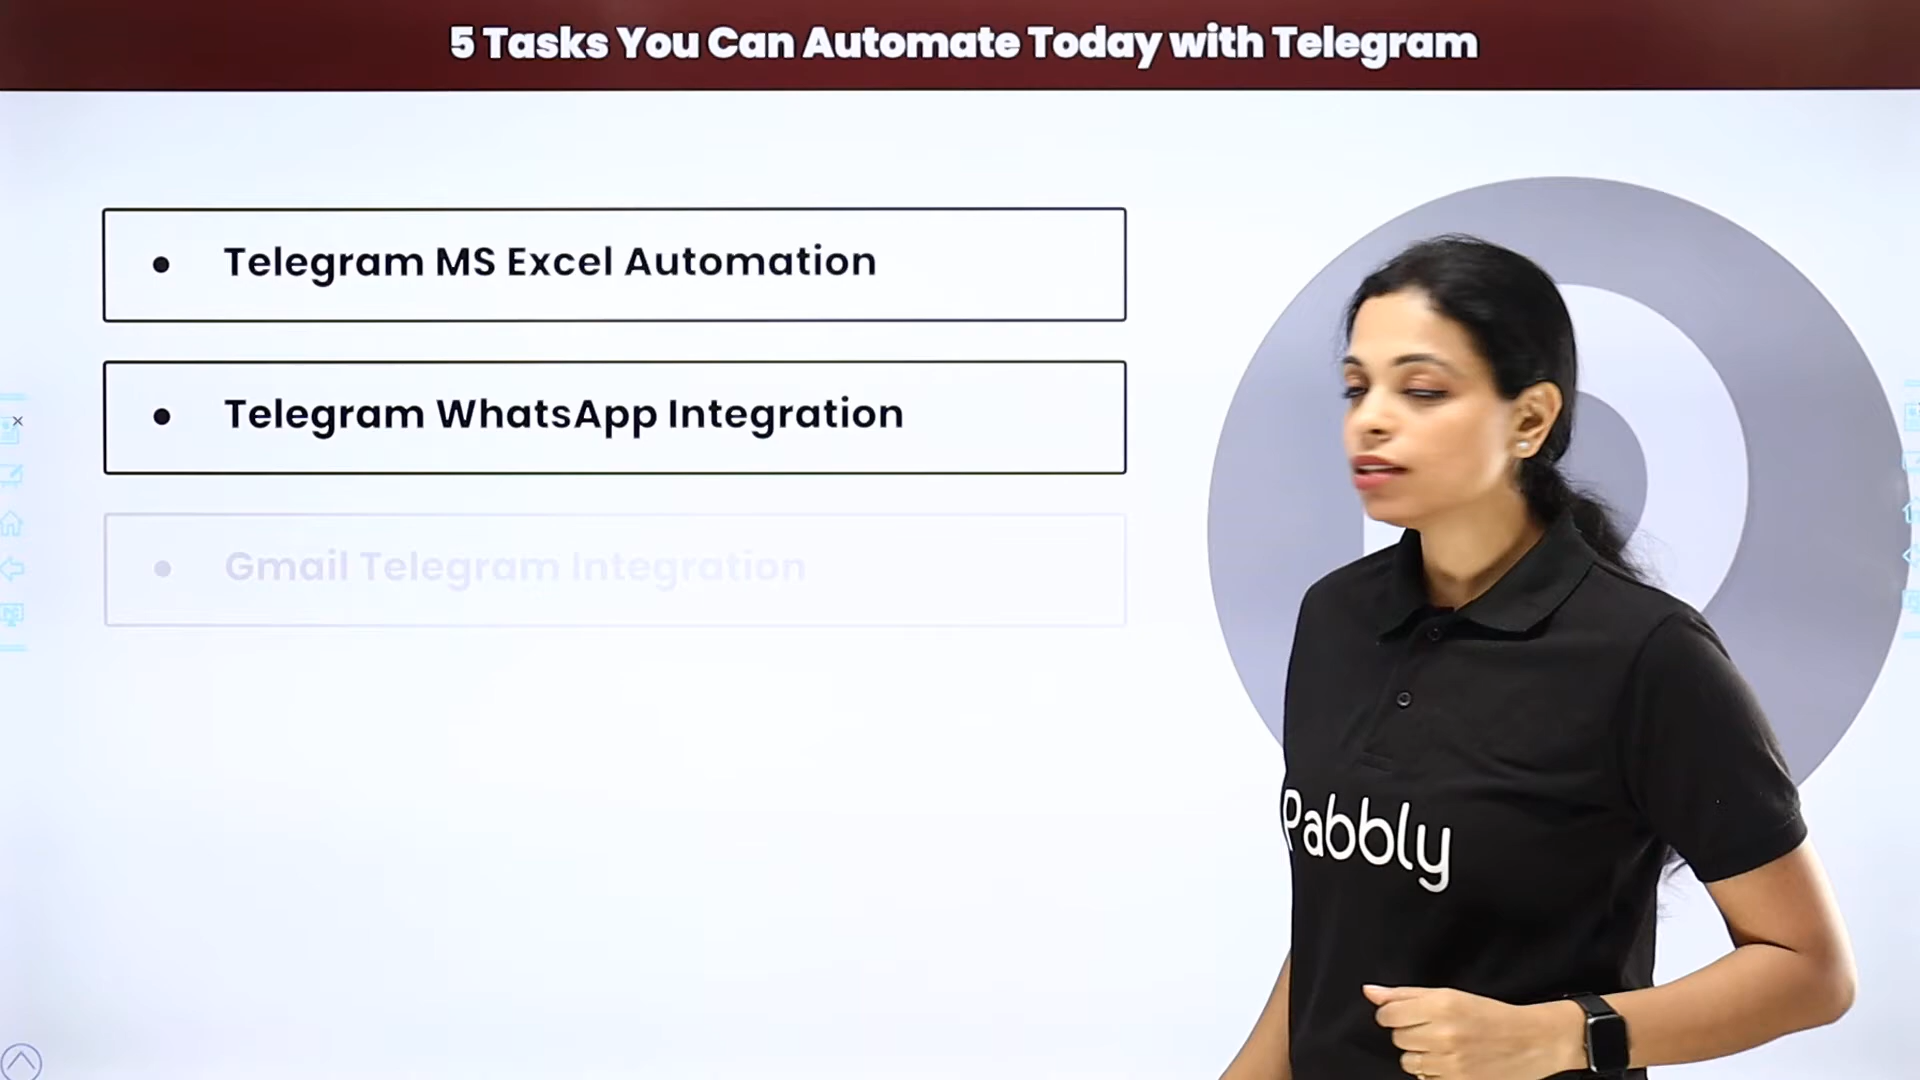 5 Tasks You Can Automate Today with Telegram
• Telegram MS Excel Automation
• Telegram WhatsApp Integration
• Gmail Telegram Integration
Pabbly